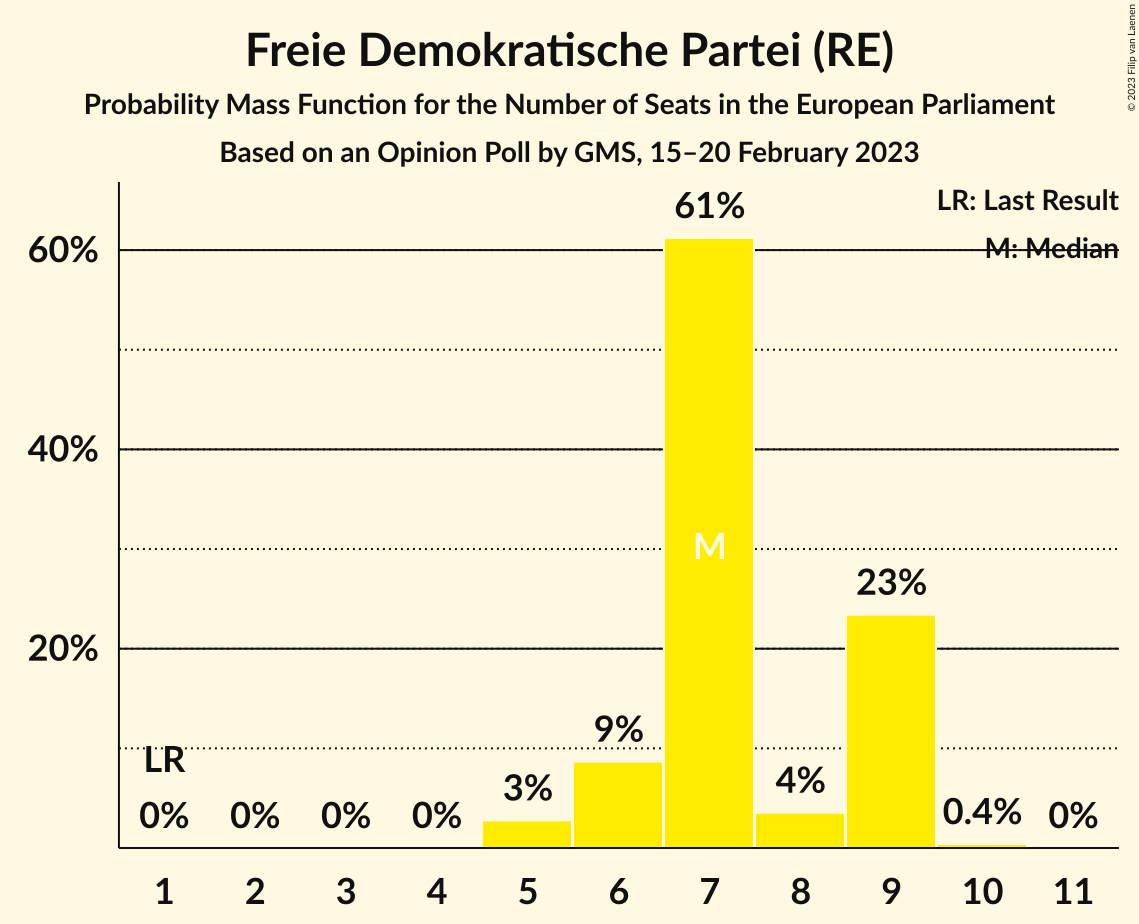 Freie Demokratische Partei (RE)
Probability Mass Function for the Number of Seats in the European Parliament
Based on an Opinion Poll by GMS, 15–20 February 2023
© 2023 Filip van Laenen
LR: Last Result
M: Median
60%
40%
20%
61%
M
23%
9%
LR
3%
4%
0% 0% 0% 0% 0.4% 0%
1 2 3 4 5 6 7 8 9 10 11